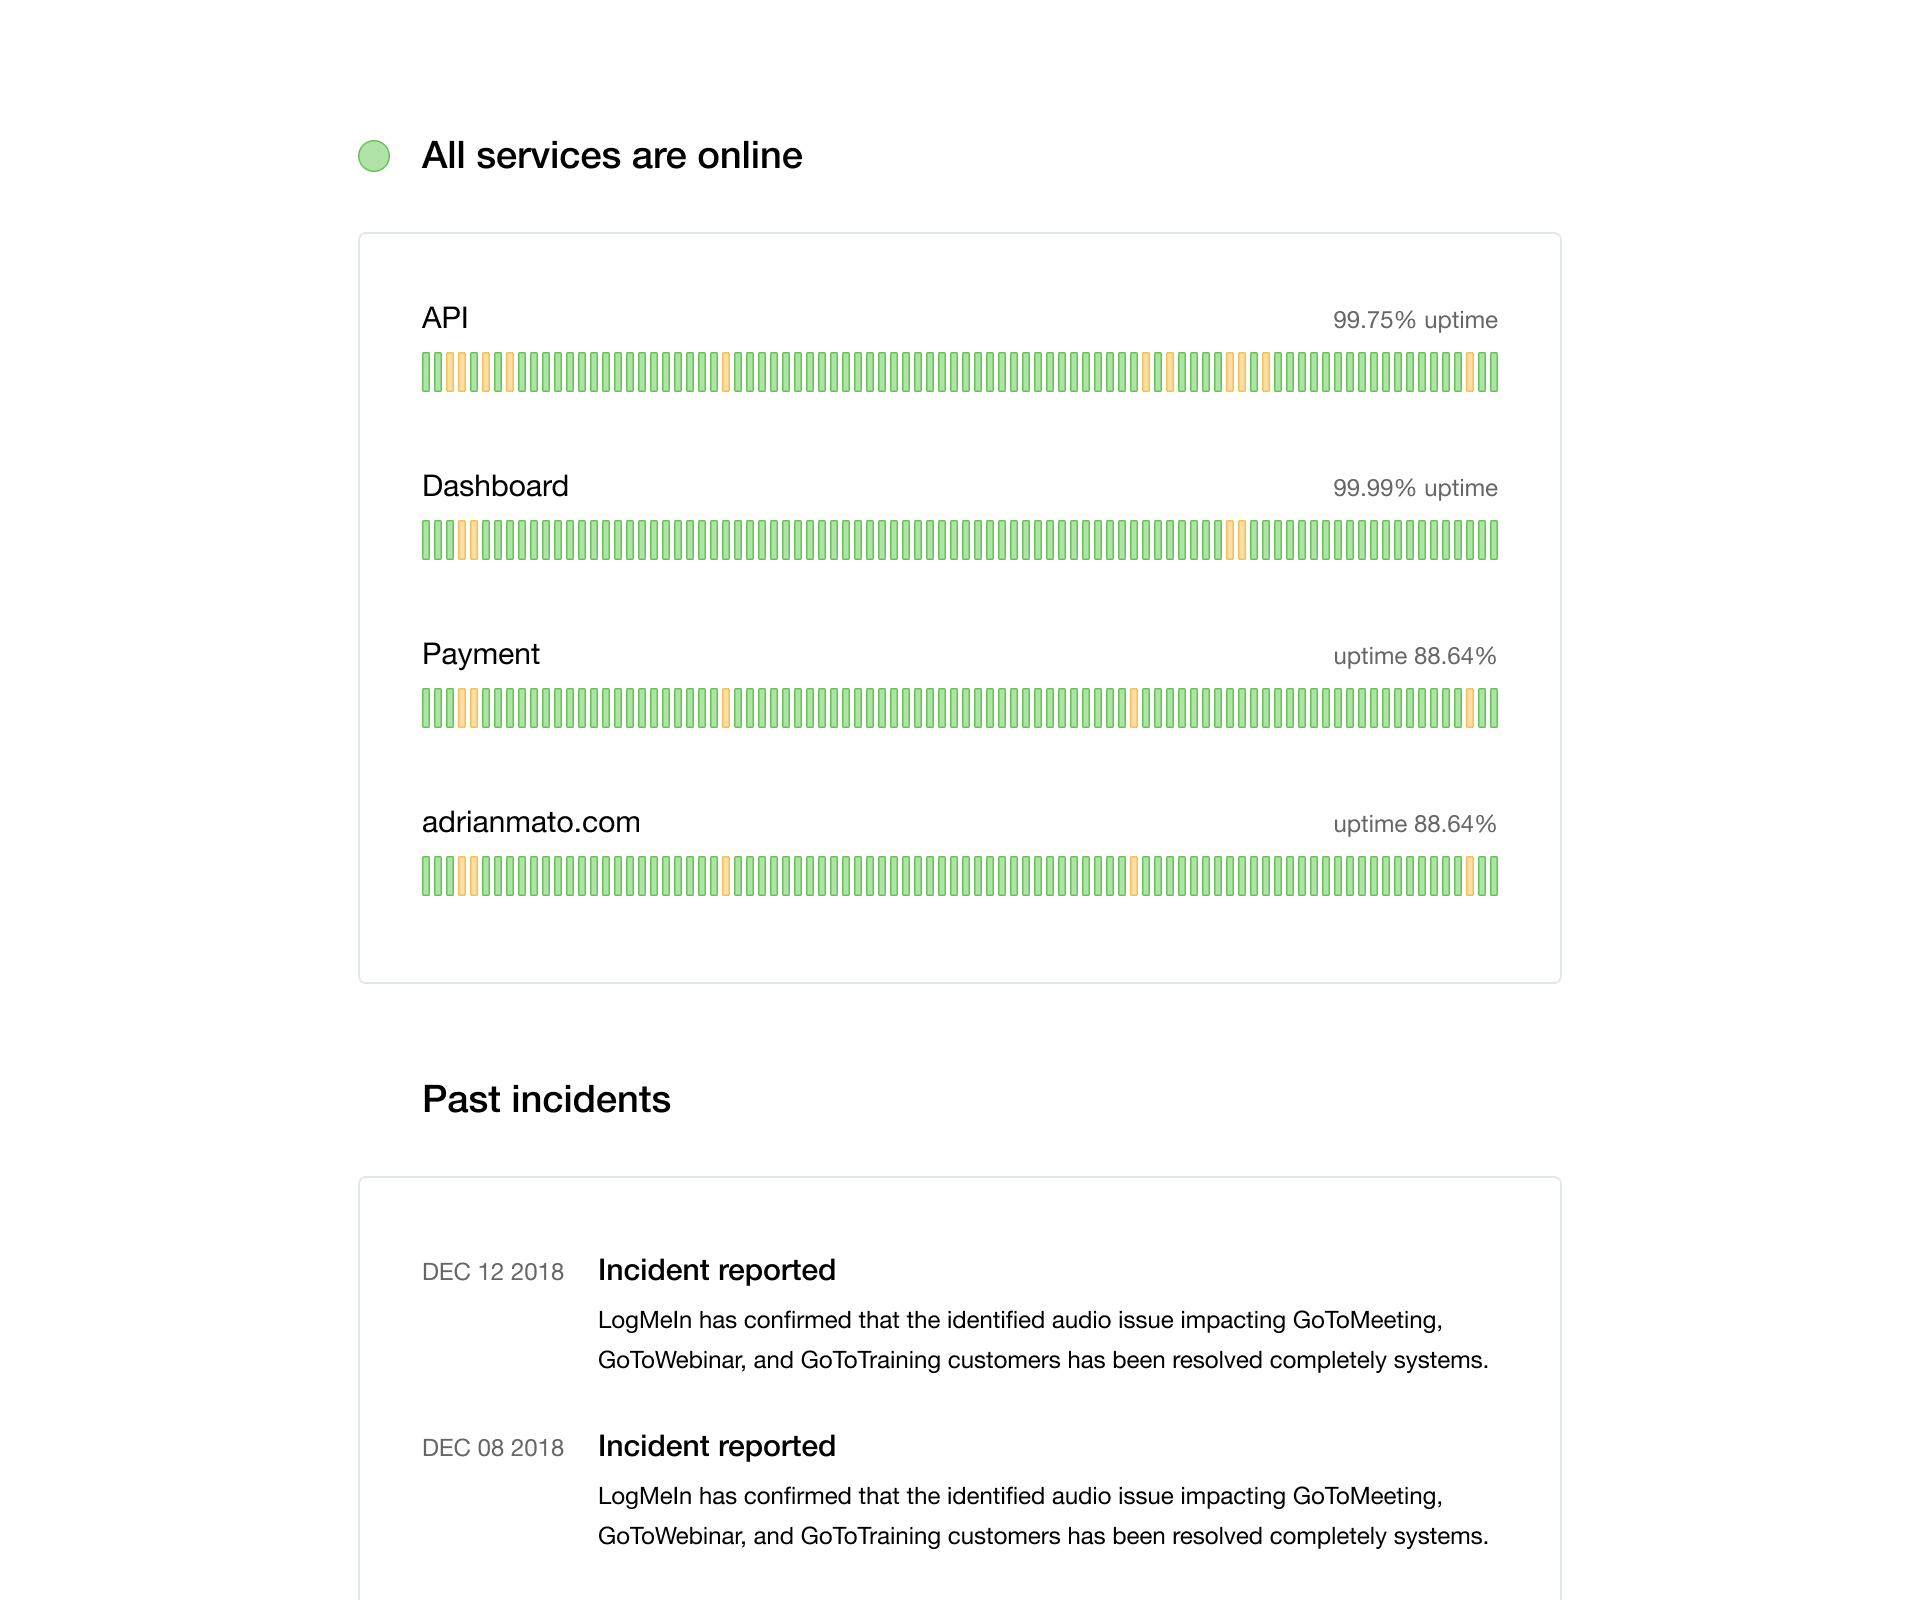 All services are online
API
99.75% uptime
Dashboard
99.99% uptime
Payment
uptime 88.64%
adrianmato.com
uptime 88.64%
Past incidents
DEC 12 2018
Incident reported
LogMeIn has confirmed that the identified audio issue impacting GoToMeeting,
GoToWebinar, and GoToTraining customers has been resolved completely systems.
DEC 08 2018
Incident reported
LogMeIn has confirmed that the identified audio issue impacting GoToMeeting,
GoToWebinar, and GoToTraining customers has been resolved completely systems.